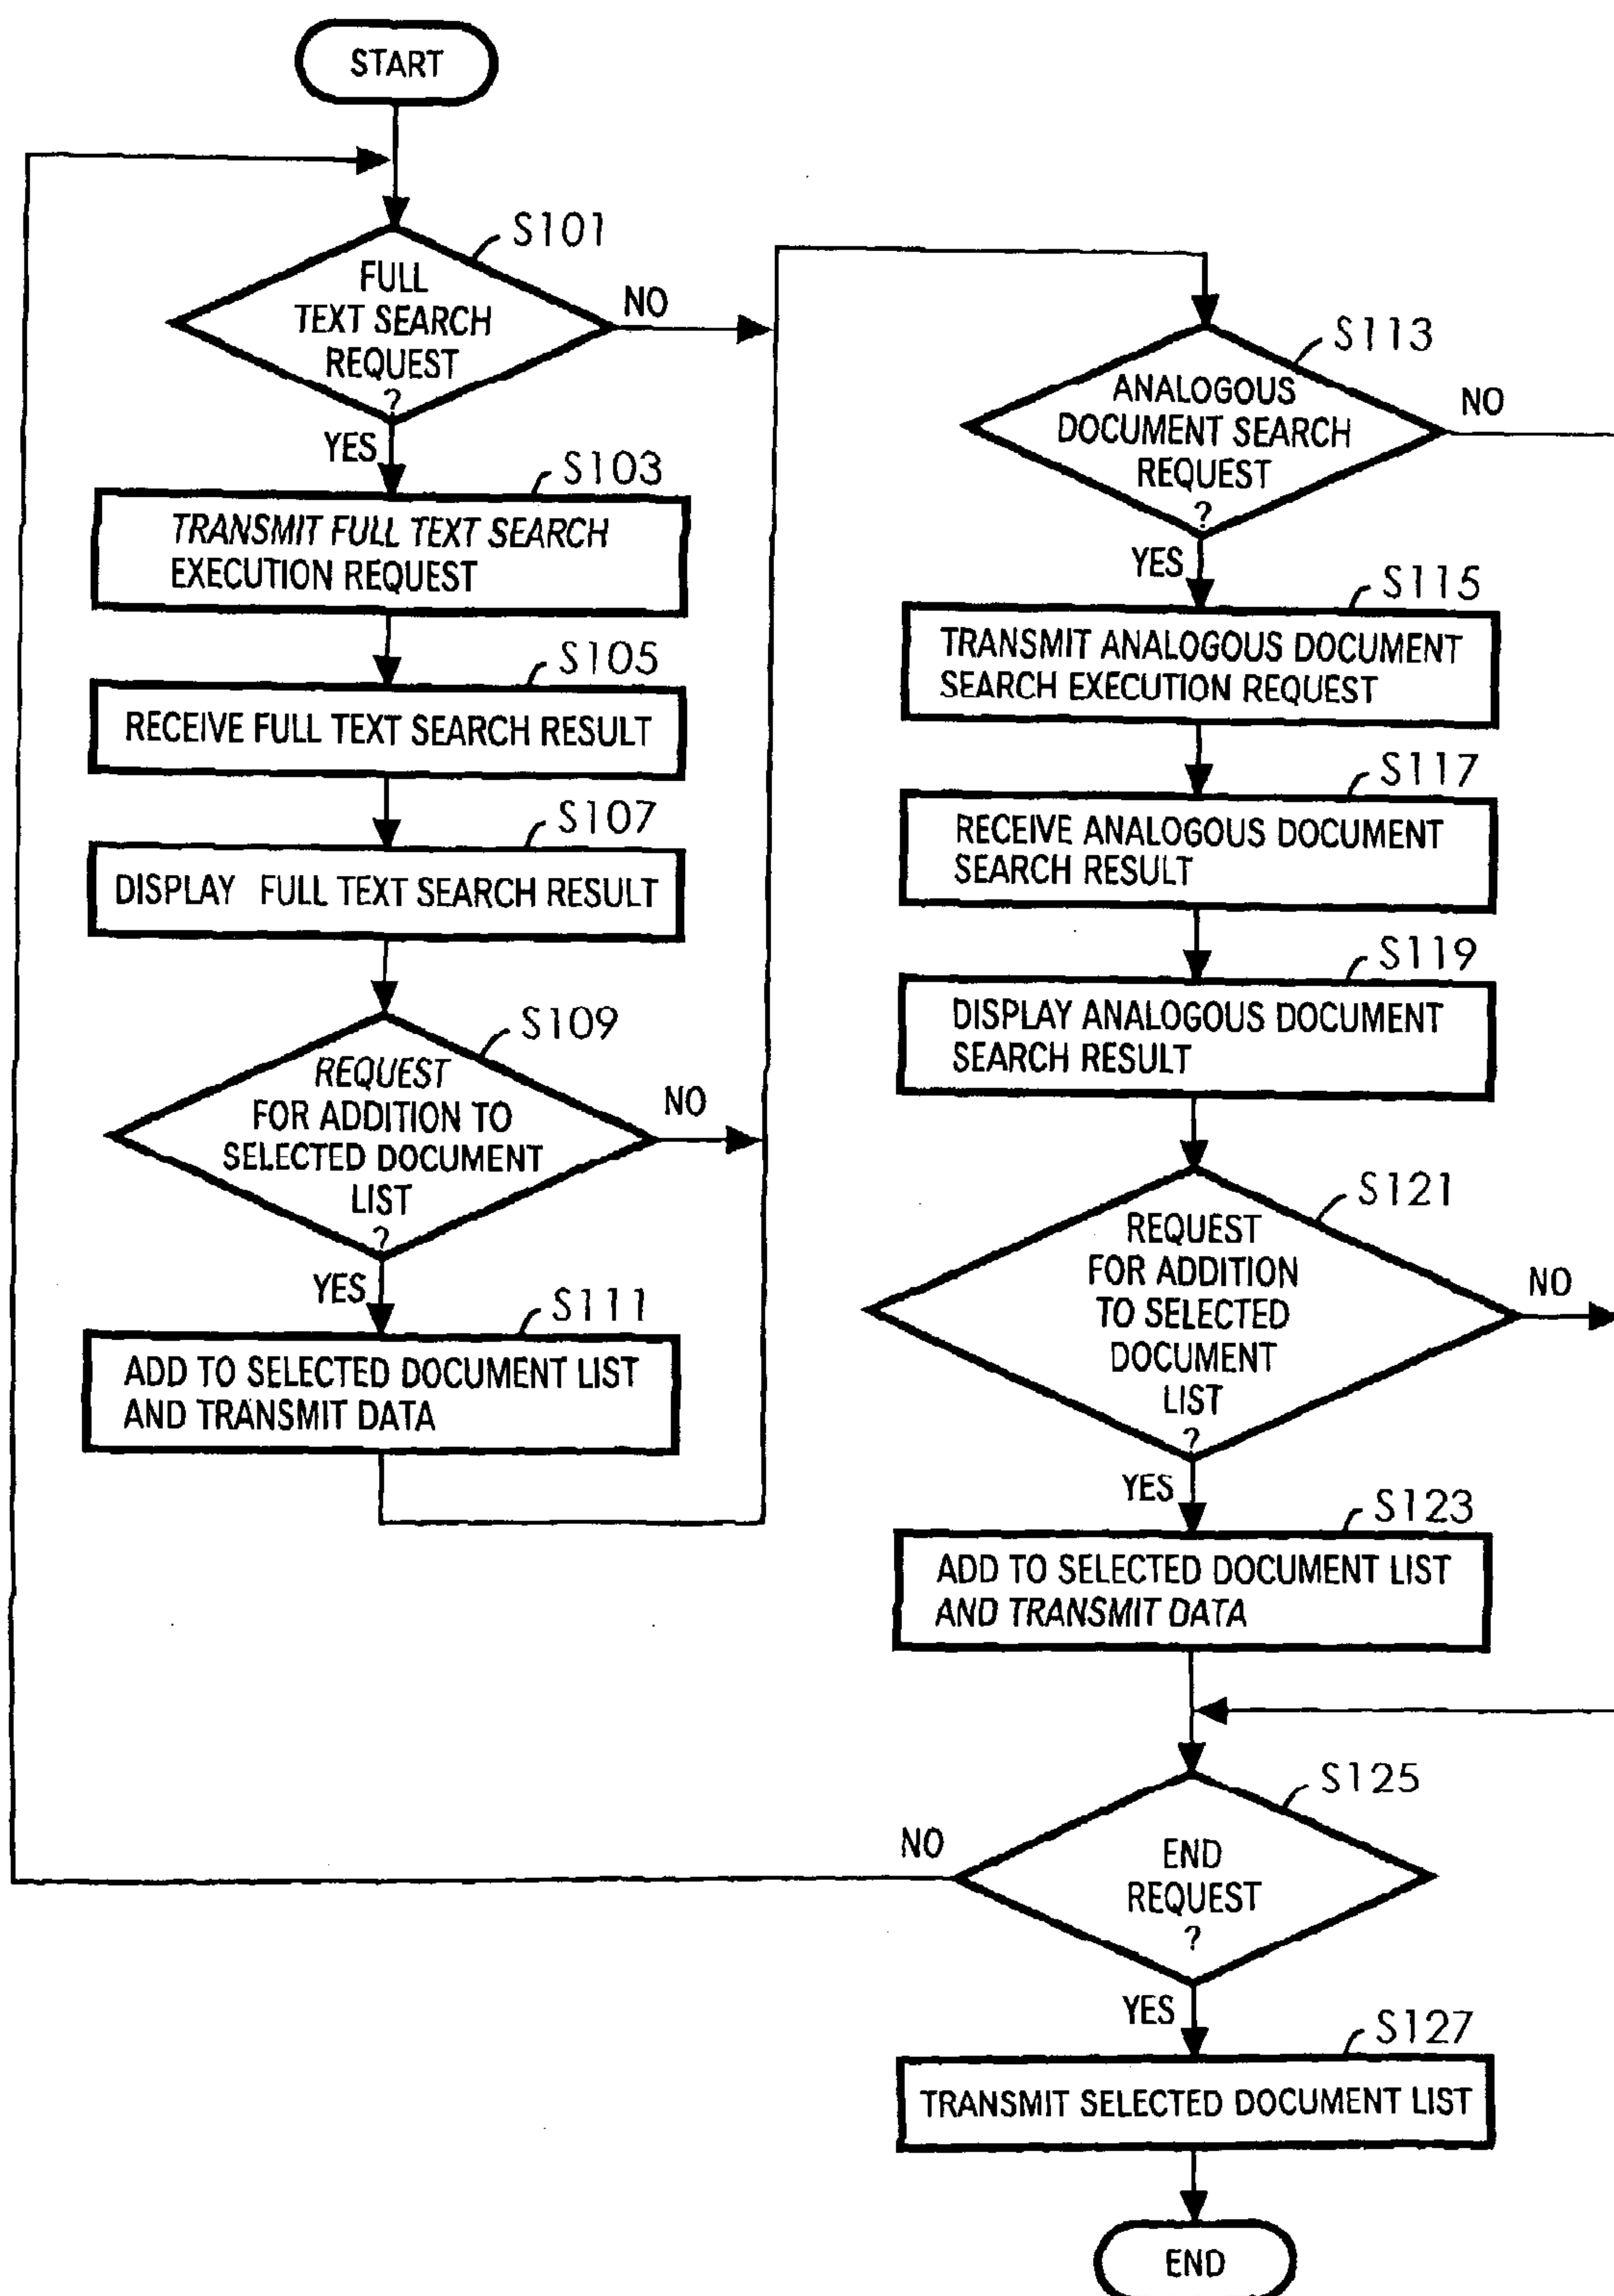 START
S101
FULL
TEXT SEARCH
REQUEST
?
NO
YES
S103
TRANSMIT FULL TEXT SEARCH
EXECUTION REQUEST
S105
RECEIVE FULL TEXT SEARCH RESULT
S107
DISPLAY FULL TEXT SEARCH RESULT
S109
REQUEST
FOR ADDITION TO
SELECTED DOCUMENT
LIST
?
NO
YES
S111
ADD TO SELECTED DOCUMENT LIST
AND TRANSMIT DATA
S113
ANALOGOUS
DOCUMENT SEARCH
REQUEST
?
NO
YES
S115
TRANSMIT ANALOGOUS DOCUMENT
SEARCH EXECUTION REQUEST
S117
RECEIVE ANALOGOUS DOCUMENT
SEARCH RESULT
S119
DISPLAY ANALOGOUS DOCUMENT
SEARCH RESULT
S121
REQUEST
FOR ADDITION
TO SELECTED
DOCUMENT
LIST
?
NO
YES
S123
ADD TO SELECTED DOCUMENT LIST
AND TRANSMIT DATA
S125
END
REQUEST
?
NO
YES
S127
TRANSMIT SELECTED DOCUMENT LIST
END